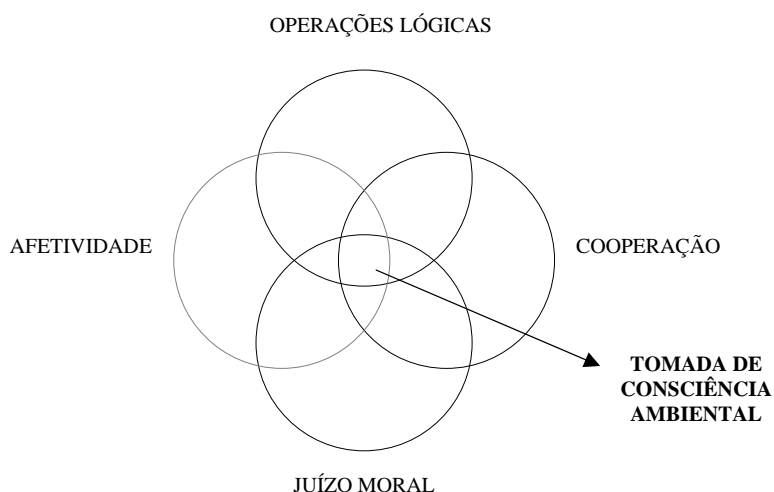 OPERAÇÕES LÓGICAS
AFETIVIDADE
COOPERAÇÃO
TOMADA DE
CONSCIÊNCIA
AMBIENTAL
JUÍZO MORAL